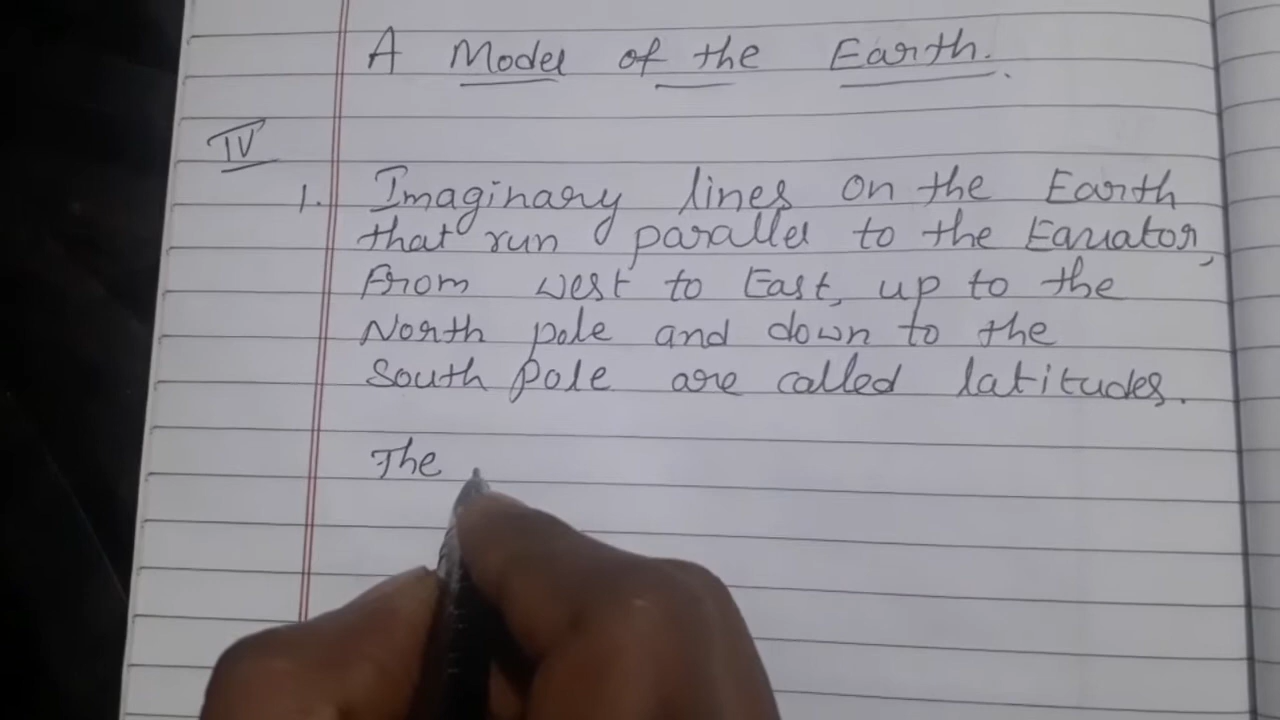 A Model of the Earth.
IV
1. Imaginary lines on the Earth
that run parallel to the Equator,
From west to East, up to the
North pole and down to the
South pole are called latitudes.
The